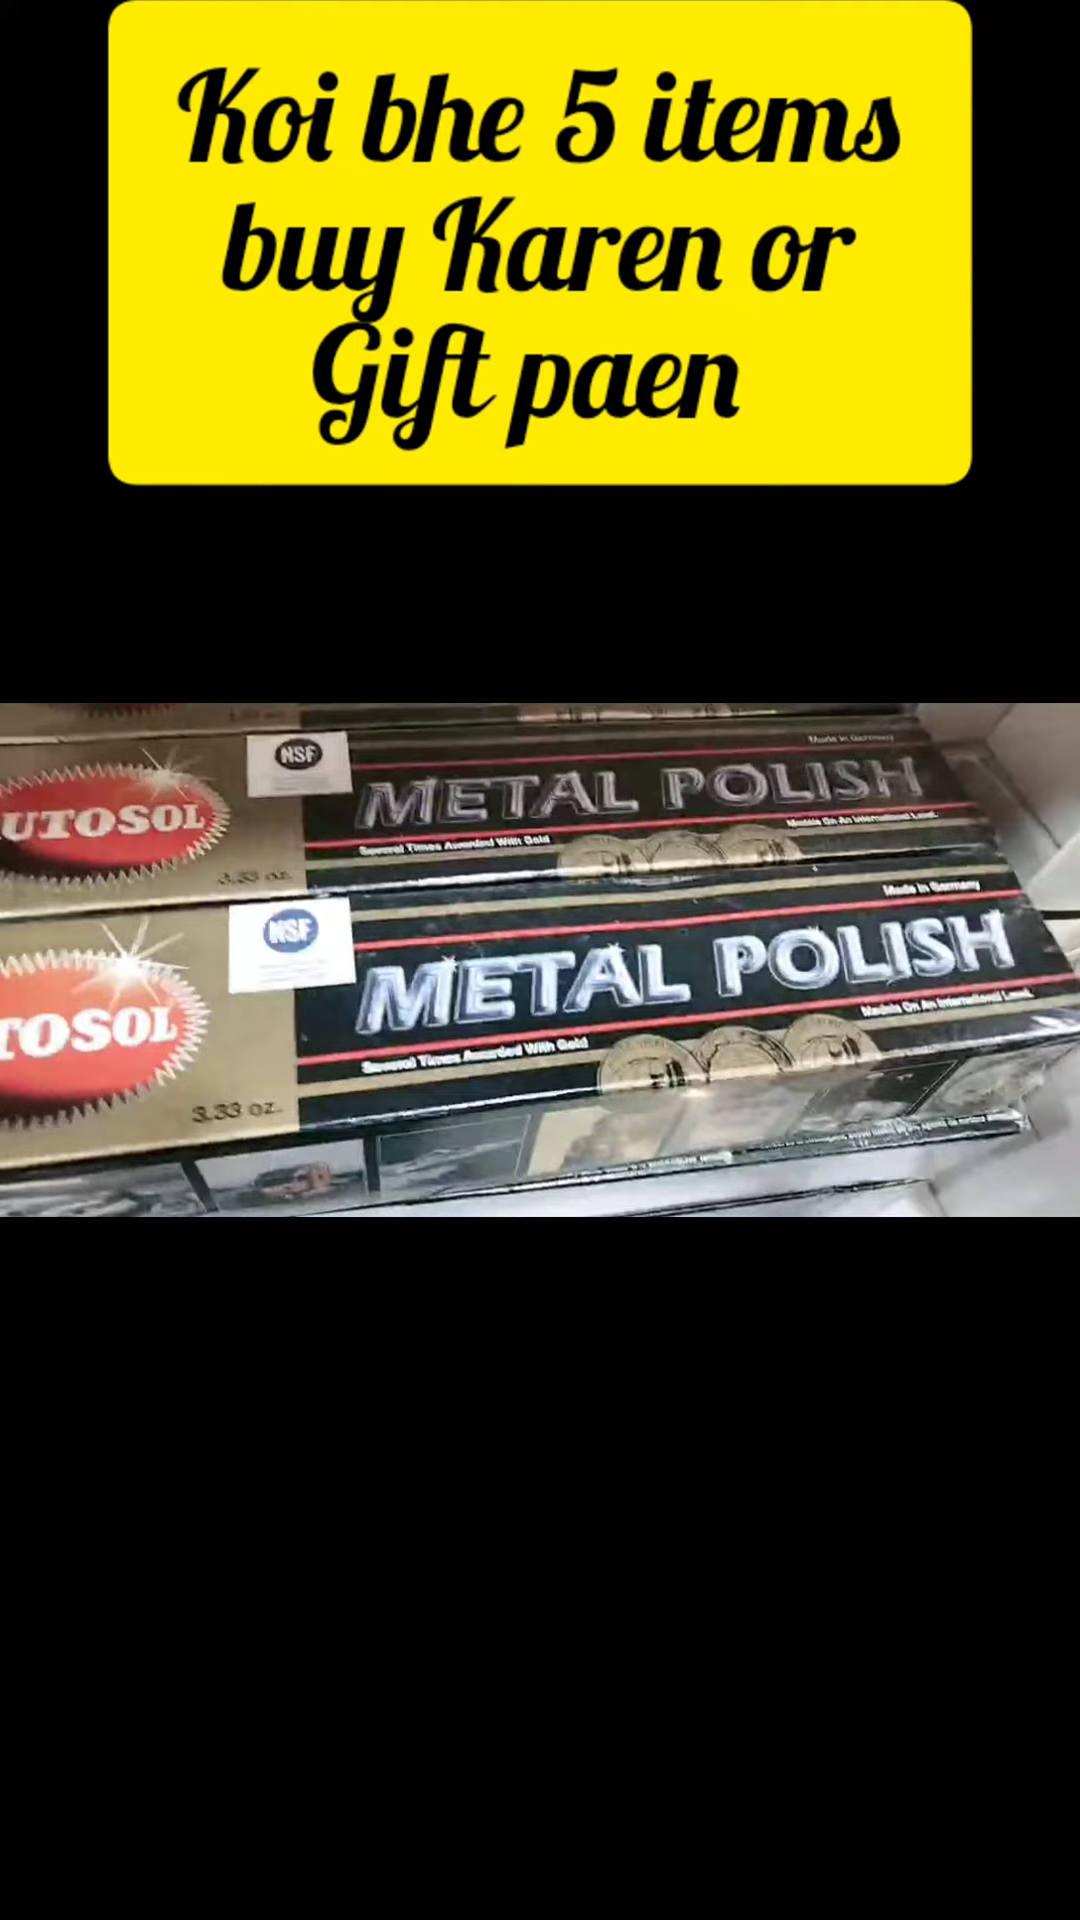 Koi bhe 5 items
buy Karen or
Gift paen
UTOSOL
3.33 oz.
NSF
Made in Germany
METAL POLISH
Several Times Awarded With Gold
Medals On An International Level.
TOSOL
3.33 oz.
NSF
Made in Germany
METAL POLISH
Several Times Awarded With Gold
Medals On An International Level.